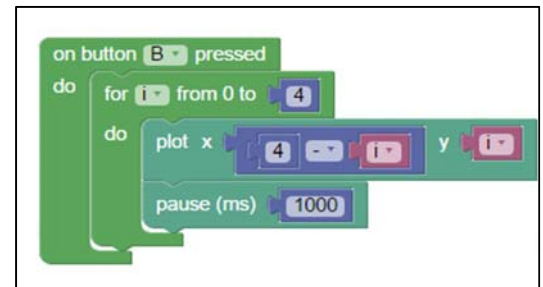 on button B pressed
do for i from 0 to 4
do plot x 4 - i y i
pause (ms) 1000